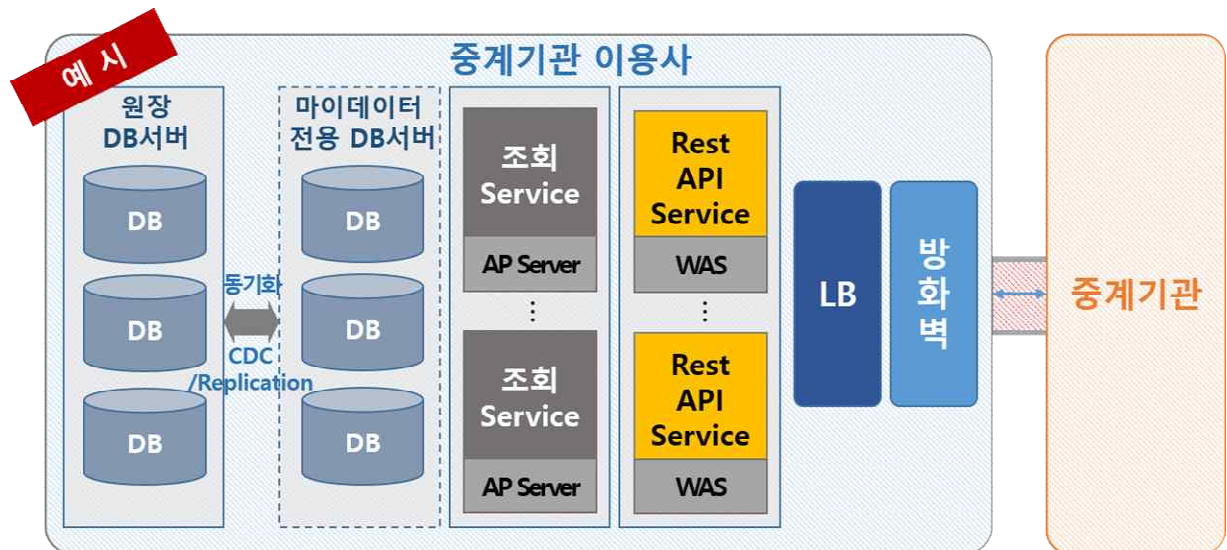 예 시
중계기관 이용사
원장
DB서버
DB
DB
DB
동기화
CDC
/Replication
마이데이터
전용 DB서버
DB
DB
DB
조회
Service
AP Server
⋮
조회
Service
AP Server
Rest
API
Service
WAS
⋮
Rest
API
Service
WAS
LB
방
화
벽
중계기관